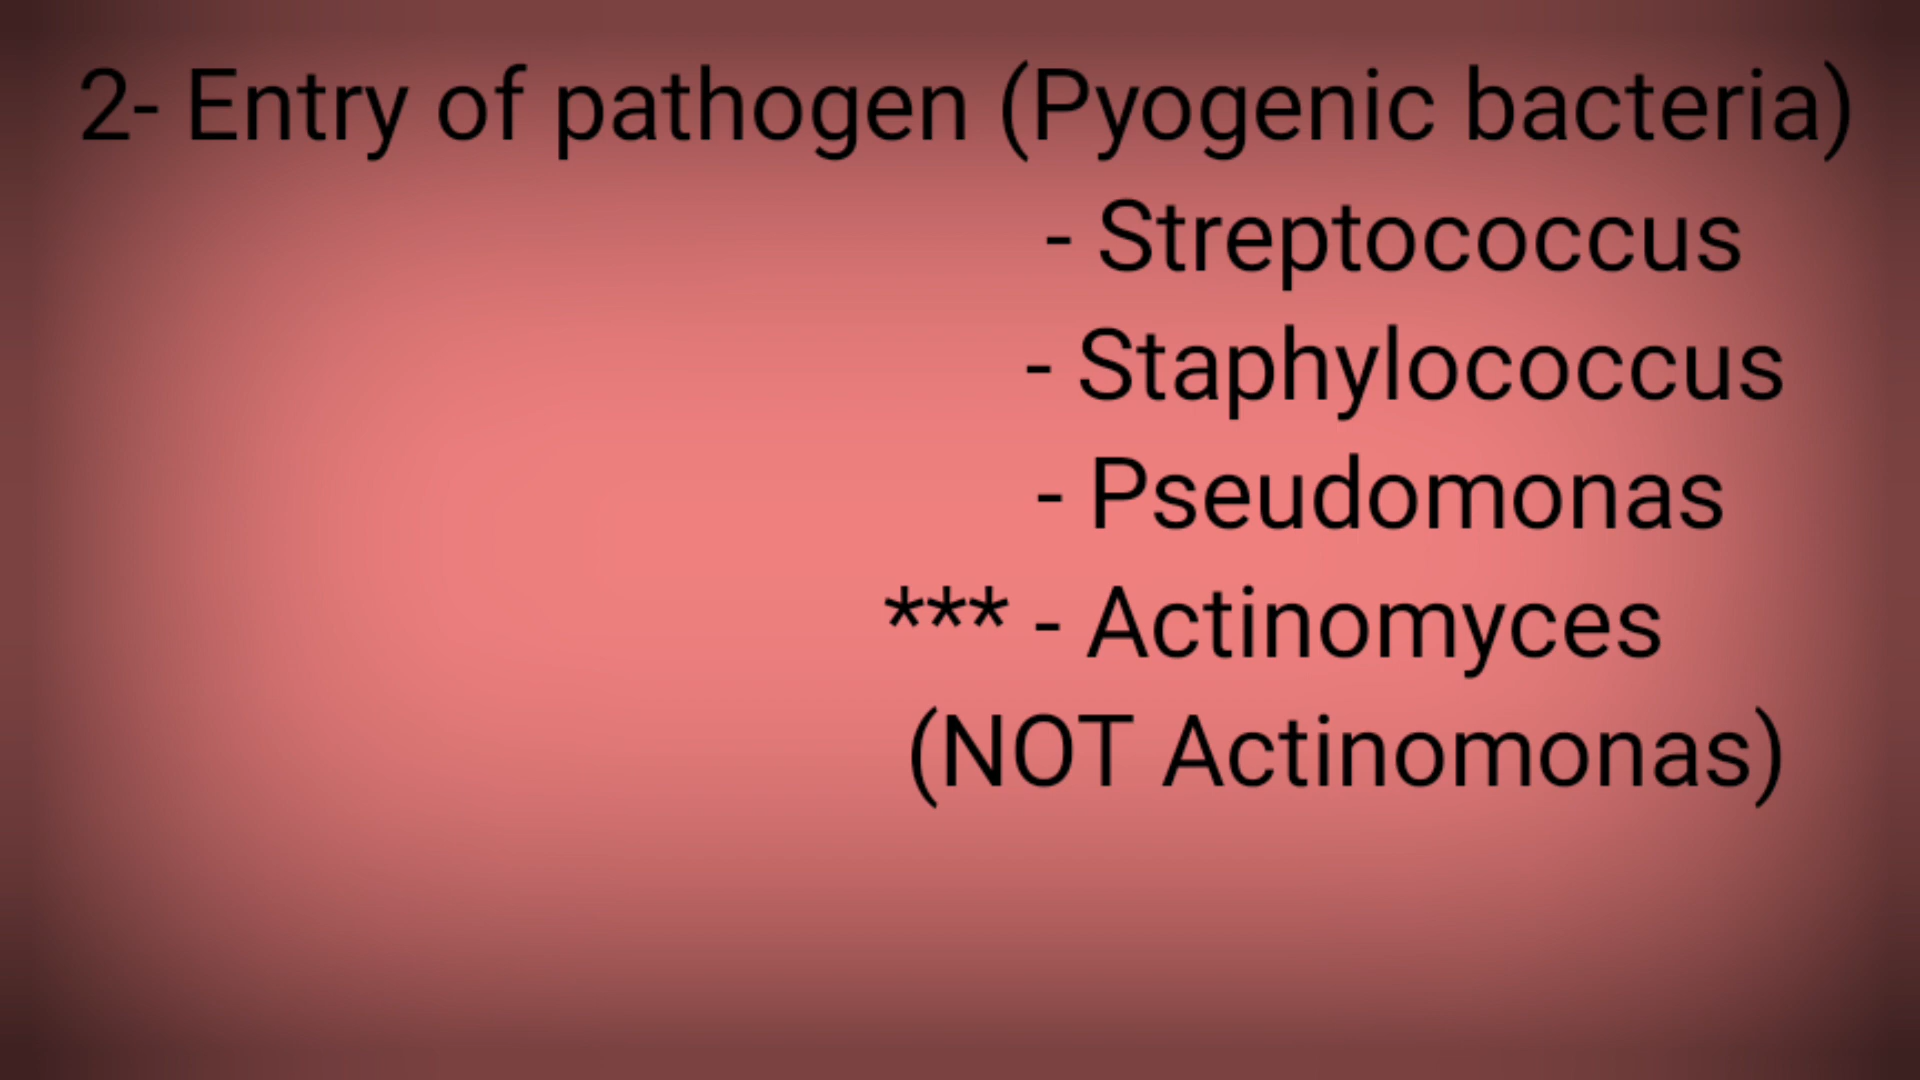 2- Entry of pathogen (Pyogenic bacteria)
- Streptococcus
- Staphylococcus
- Pseudomonas
*** - Actinomyces
(NOT Actinomonas)